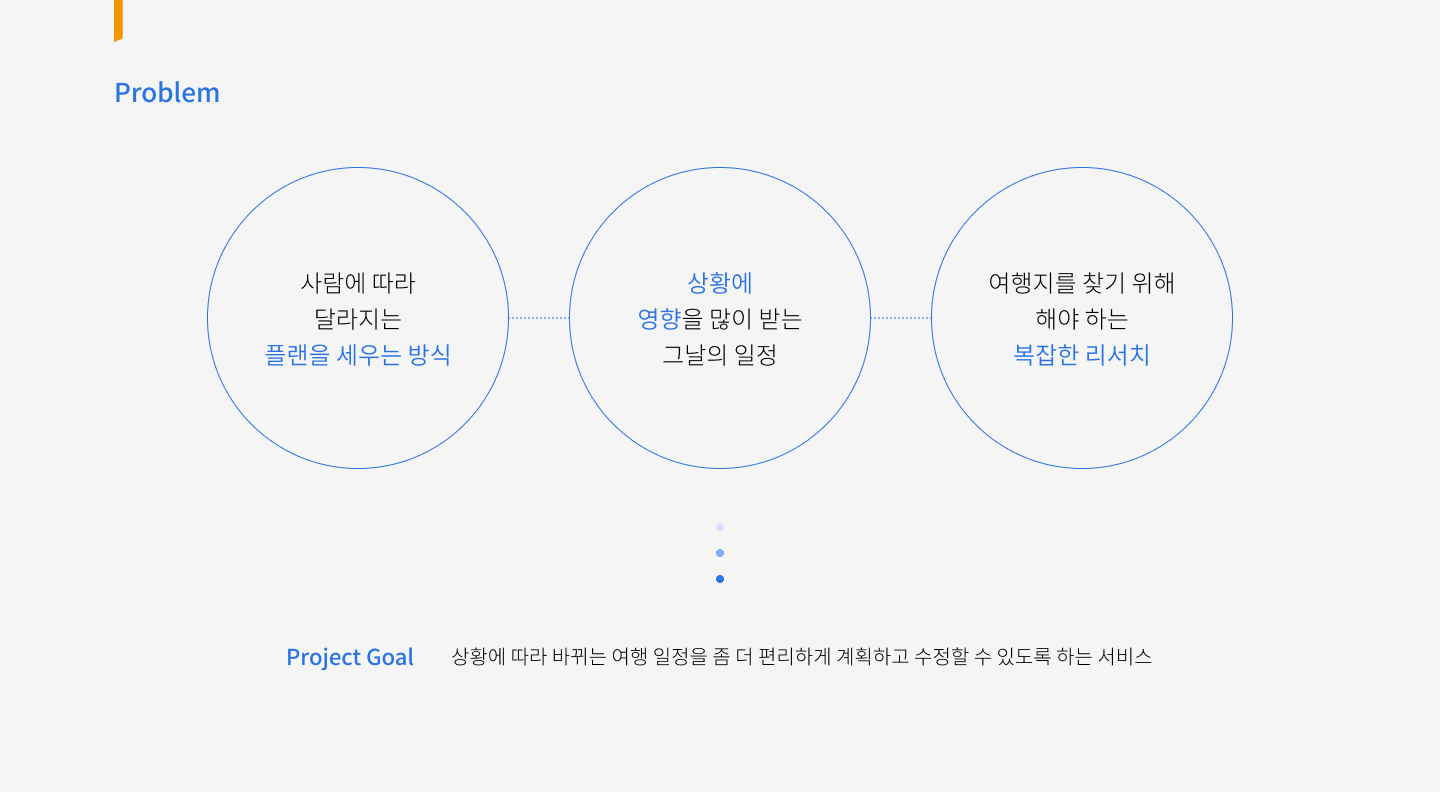 Problem
사람에 따라
달라지는
플랜을 세우는 방식
상황에
영향을 많이 받는
그날의 일정
여행지를 찾기 위해
해야 하는
복잡한 리서치
Project Goal 상황에 따라 바뀌는 여행 일정을 좀 더 편리하게 계획하고 수정할 수 있도록 하는 서비스